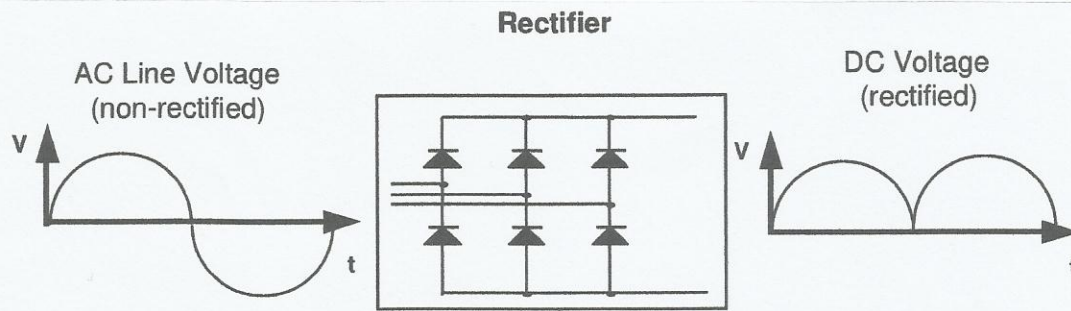 Rectifier
AC Line Voltage
(non-rectified)
V
t
DC Voltage
(rectified)
V